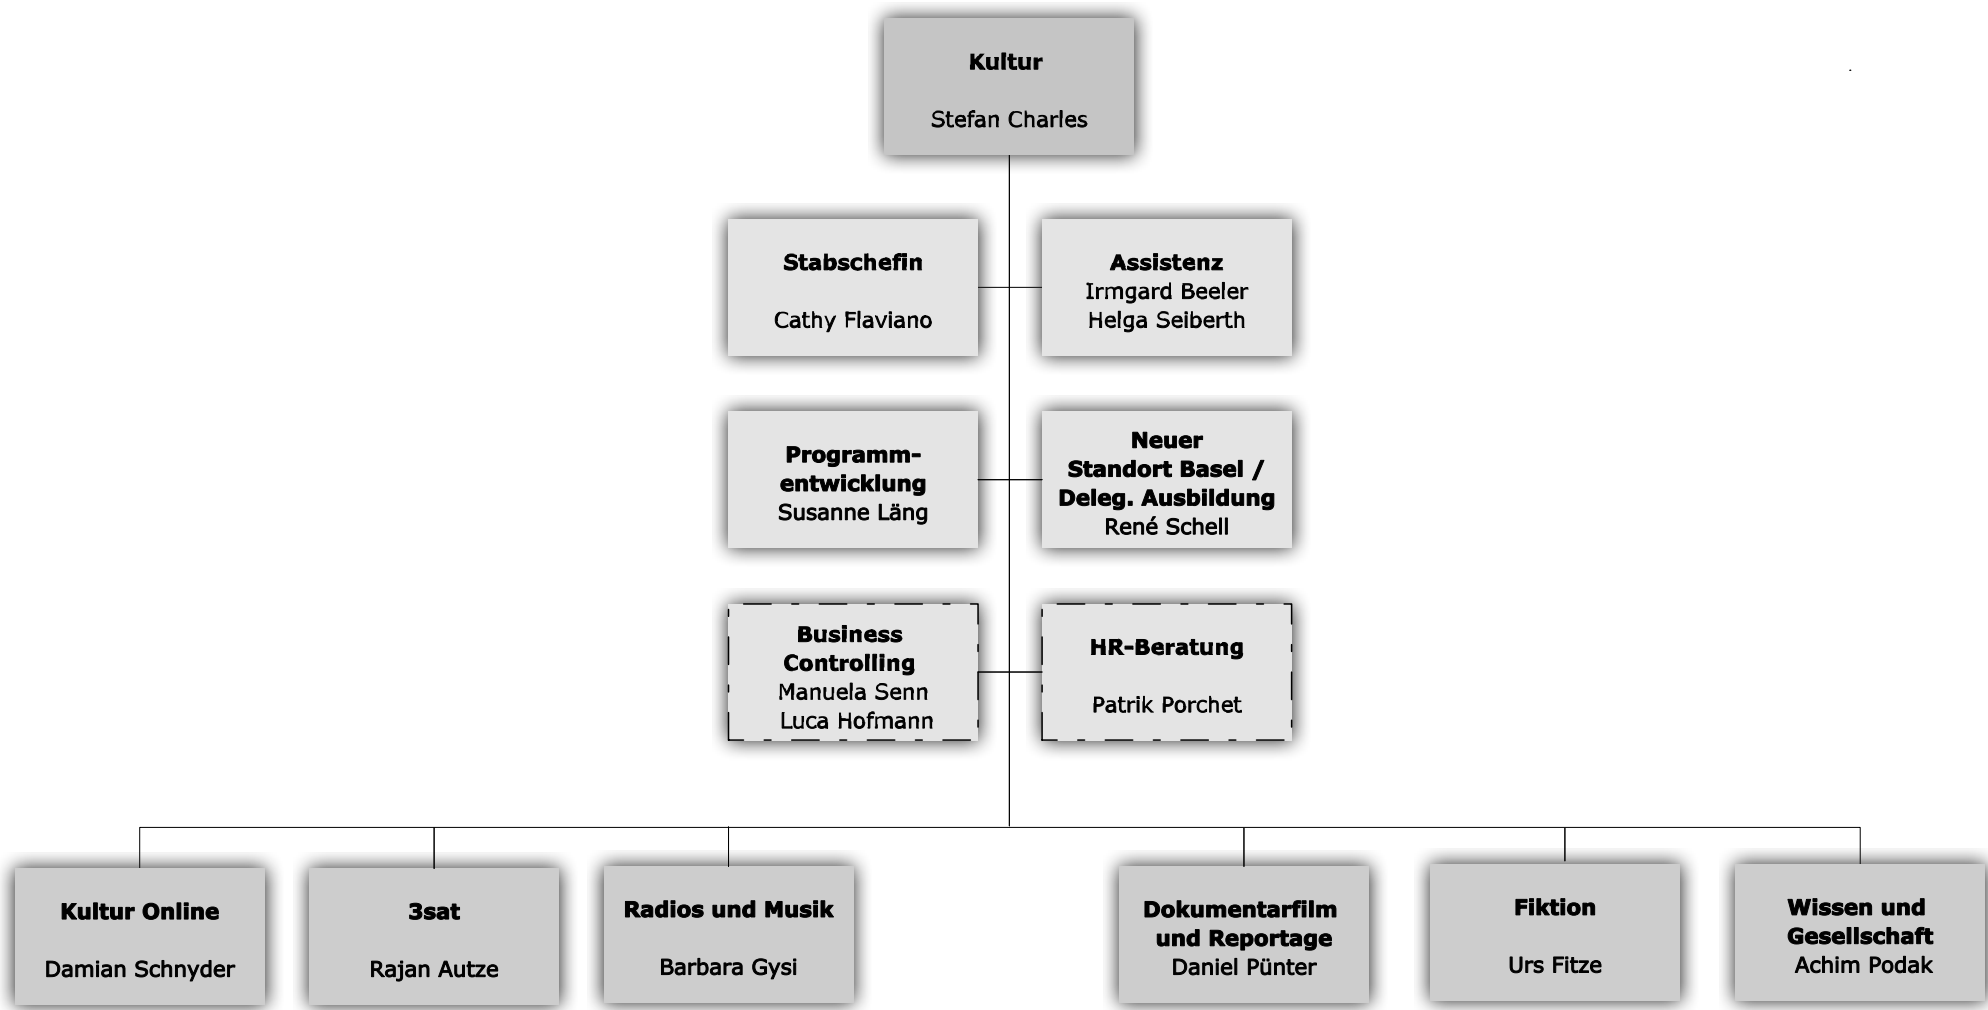 Kultur
Stefan Charles
Stabschefin
Cathy Flaviano
Assistenz
Irmgard Beeler
Helga Seiberth
Programm-
entwicklung
Susanne Läng
Neuer
Standort Basel /
Deleg. Ausbildung
René Schell
Business
Controlling
Manuela Senn
Luca Hofmann
HR-Beratung
Patrik Porchet
Kultur Online
Damian Schnyder
3sat
Rajan Autze
Radios und Musik
Barbara Gysi
Dokumentarfilm
und Reportage
Daniel Pünter
Fiktion
Urs Fitze
Wissen und
Gesellschaft
Achim Podak